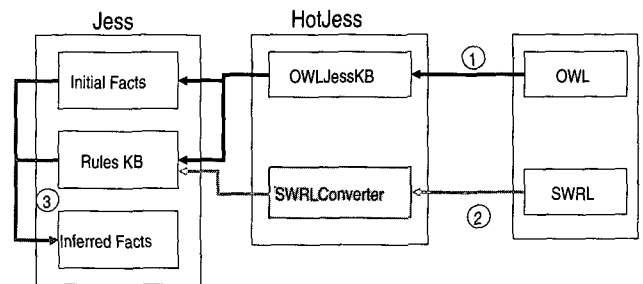 Jess
HotJess
Initial Facts
OWLJessKB
1
OWL
Rules KB
SWRLConverter
2
SWRL
3
Inferred Facts